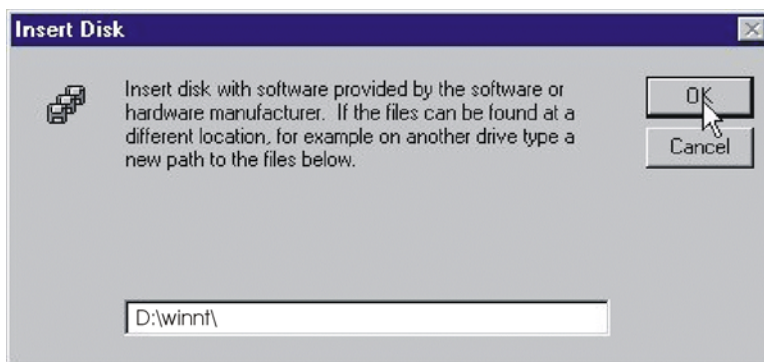 Insert Disk
Insert disk with software provided by the software or
OK
hardware manufacturer. If the files can be found at a
different location, for example on another drive type a
Cancel
new path to the files below.
D:\winnt\